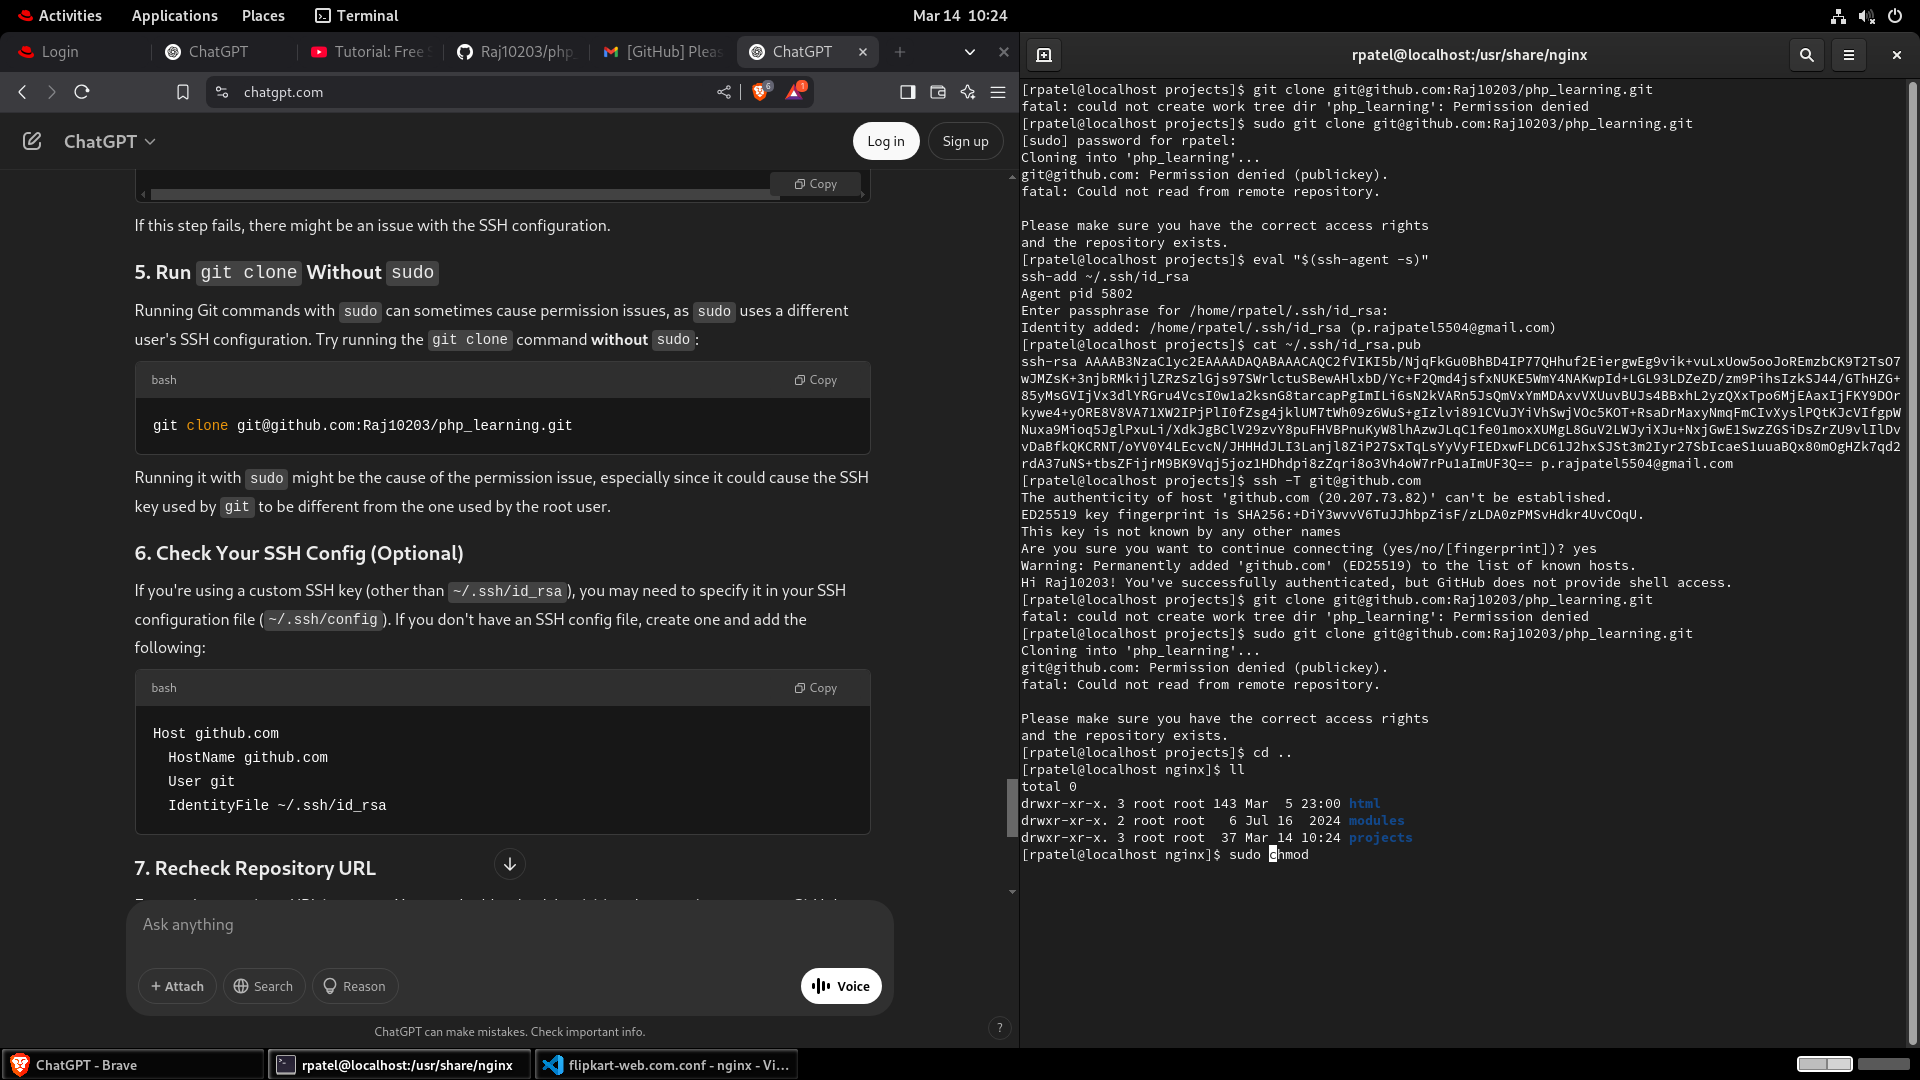 Activities Applications Places Terminal Mar 14 10:24
Login ChatGPT Tutorial: Free Raj10203/php_ [GitHub] Pleas ChatGPT
chatgpt.com 6 1
ChatGPT Log in Sign up
Copy
If this step fails, there might be an issue with the SSH configuration.
5. Run git clone Without sudo
Running Git commands with sudo can sometimes cause permission issues, as sudo uses a different
user's SSH configuration. Try running the git clone command without sudo:
bash Copy
git clone git@github.com:Raj10203/php_learning.git
Running it with sudo might be the cause of the permission issue, especially since it could cause the SSH
key used by git to be different from the one used by the root user.
6. Check Your SSH Config (Optional)
If you're using a custom SSH key (other than ~/.ssh/id_rsa), you may need to specify it in your SSH
configuration file (~/.ssh/config). If you don't have an SSH config file, create one and add the
following:
bash Copy
Host github.com
HostName github.com
User git
IdentityFile ~/.ssh/id_rsa
7. Recheck Repository URL
Ask anything
+ Attach Search Reason Voice
ChatGPT can make mistakes. Check important info. ?
rpatel@localhost:/usr/share/nginx
[rpatel@localhost projects]$ git clone git@github.com:Raj10203/php_learning.git
fatal: could not create work tree dir 'php_learning': Permission denied
[rpatel@localhost projects]$ sudo git clone git@github.com:Raj10203/php_learning.git
[sudo] password for rpatel:
Cloning into 'php_learning'...
git@github.com: Permission denied (publickey).
fatal: Could not read from remote repository.
Please make sure you have the correct access rights
and the repository exists.
[rpatel@localhost projects]$ eval "$(ssh-agent -s)"
ssh-add ~/.ssh/id_rsa
Agent pid 5802
Enter passphrase for /home/rpatel/.ssh/id_rsa:
Identity added: /home/rpatel/.ssh/id_rsa (p.rajpatel5504@gmail.com)
[rpatel@localhost projects]$ cat ~/.ssh/id_rsa.pub
ssh-rsa AAAAB3NzaC1yc2EAAAADAQABAAACAQC2fVIKI5b/NjqFkGu0BhBD4IP77QHhuf2EiergwEg9vik+vuLxUow5ooJoREmzbCK9T2TsO7
wJMZsK+3njbRMkijlZRzSzlGjs97SWrlctuSBewAHlxbD/Yc+F2Qmd4jsfxNUKE5WmY4NAKwpId+LGL93LDZeZD/zm9PihsIzkSJ44/GThHZG+
85yMsGVIjVx3dlYRGru4VcsI0w1a2ksnG8tarcapPgImILi6sN2kVARn5JsQmVxYmMDAxvVXUuvBUJs4BBxhL2yzQXxTpo6MjEAaxIjFKY9DOr
kywe4+yORE8V8VA71XW2IPjPlI0fZsg4jklUM7tWh09z6WuS+gIzlvi891CVuJYiVhSwjVOc5KOT+RsaDrMaxyNmqFmCIvXyslPQtKJcVIfgpW
Nuxa9Mioq5JglPxuLi/XdkJgBClV29zvY8puFHVBPnuKyW8lhAzwJLqC1fe01moxXUMgL8GuV2LWJyiXJu+NxjGwE1SwzZGSiDsZrZU9vlIlDv
vDaBfkQKCRNT/oYV0Y4LEcvcN/JHHHdJLI3Lanjl8ZiP27SxTqLsYyVyFIEDxwFLDC6iJ2hxSJSt3m2Iyr27SbIcaeS1uuaBQx80mOgHZk7qd2
rdA37uNS+tbsZFijrM9BK9Vqj5joz1HDhdpi8zZqri8o3Vh4oW7rPu1aImUF3Q== p.rajpatel5504@gmail.com
[rpatel@localhost projects]$ ssh -T git@github.com
The authenticity of host 'github.com (20.207.73.82)' can't be established.
ED25519 key fingerprint is SHA256:+DiY3wvvV6TuJJhbpZisF/zLDA0zPMSvHdkr4UvCOqU.
This key is not known by any other names
Are you sure you want to continue connecting (yes/no/[fingerprint])? yes
Warning: Permanently added 'github.com' (ED25519) to the list of known hosts.
Hi Raj10203! You've successfully authenticated, but GitHub does not provide shell access.
[rpatel@localhost projects]$ git clone git@github.com:Raj10203/php_learning.git
fatal: could not create work tree dir 'php_learning': Permission denied
[rpatel@localhost projects]$ sudo git clone git@github.com:Raj10203/php_learning.git
Cloning into 'php_learning'...
git@github.com: Permission denied (publickey).
fatal: Could not read from remote repository.
Please make sure you have the correct access rights
and the repository exists.
[rpatel@localhost projects]$ cd ..
[rpatel@localhost nginx]$ ll
total 0
drwxr-xr-x. 3 root root 143 Mar  5 23:00 html
drwxr-xr-x. 2 root root   6 Jul 16  2024 modules
drwxr-xr-x. 3 root root  37 Mar 14 10:24 projects
[rpatel@localhost nginx]$ sudo chmod
ChatGPT - Brave rpatel@localhost:/usr/share/nginx flipkart-web.com.conf - nginx - Vi...